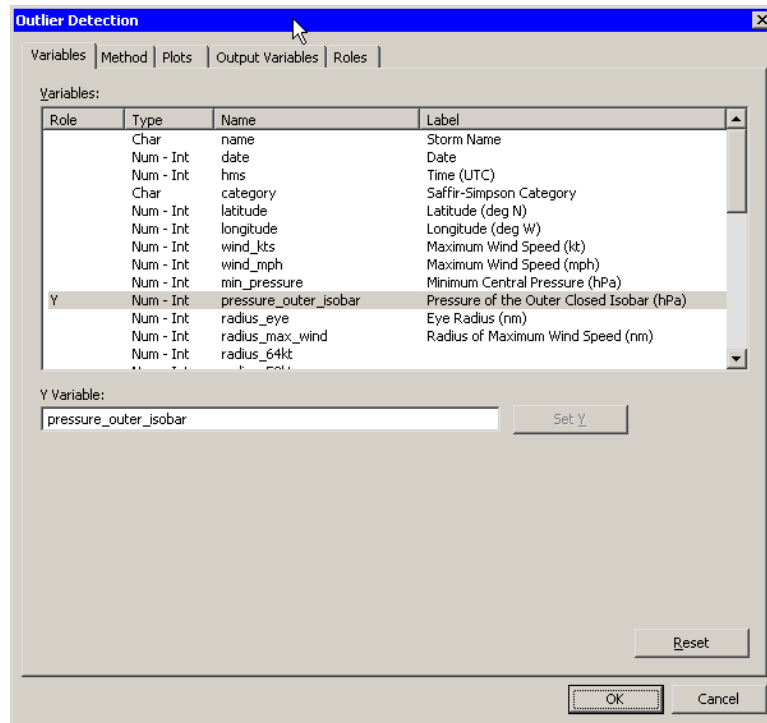 Outlier Detection
Variables Method Plots Output Variables Roles
Variables:
Role Type Name Label
Char name Storm Name
Num - Int date Date
Num - Int hms Time (UTC)
Char category Saffir-Simpson Category
Num - Int latitude Latitude (deg N)
Num - Int longitude Longitude (deg W)
Num - Int wind_kts Maximum Wind Speed (kt)
Num - Int wind_mph Maximum Wind Speed (mph)
Num - Int min_pressure Minimum Central Pressure (hPa)
Y Num - Int pressure_outer_isobar Pressure of the Outer Closed Isobar (hPa)
Num - Int radius_eye Eye Radius (nm)
Num - Int radius_max_wind Radius of Maximum Wind Speed (nm)
Num - Int radius_64kt
Y Variable:
pressure_outer_isobar Set Y
Reset
OK Cancel